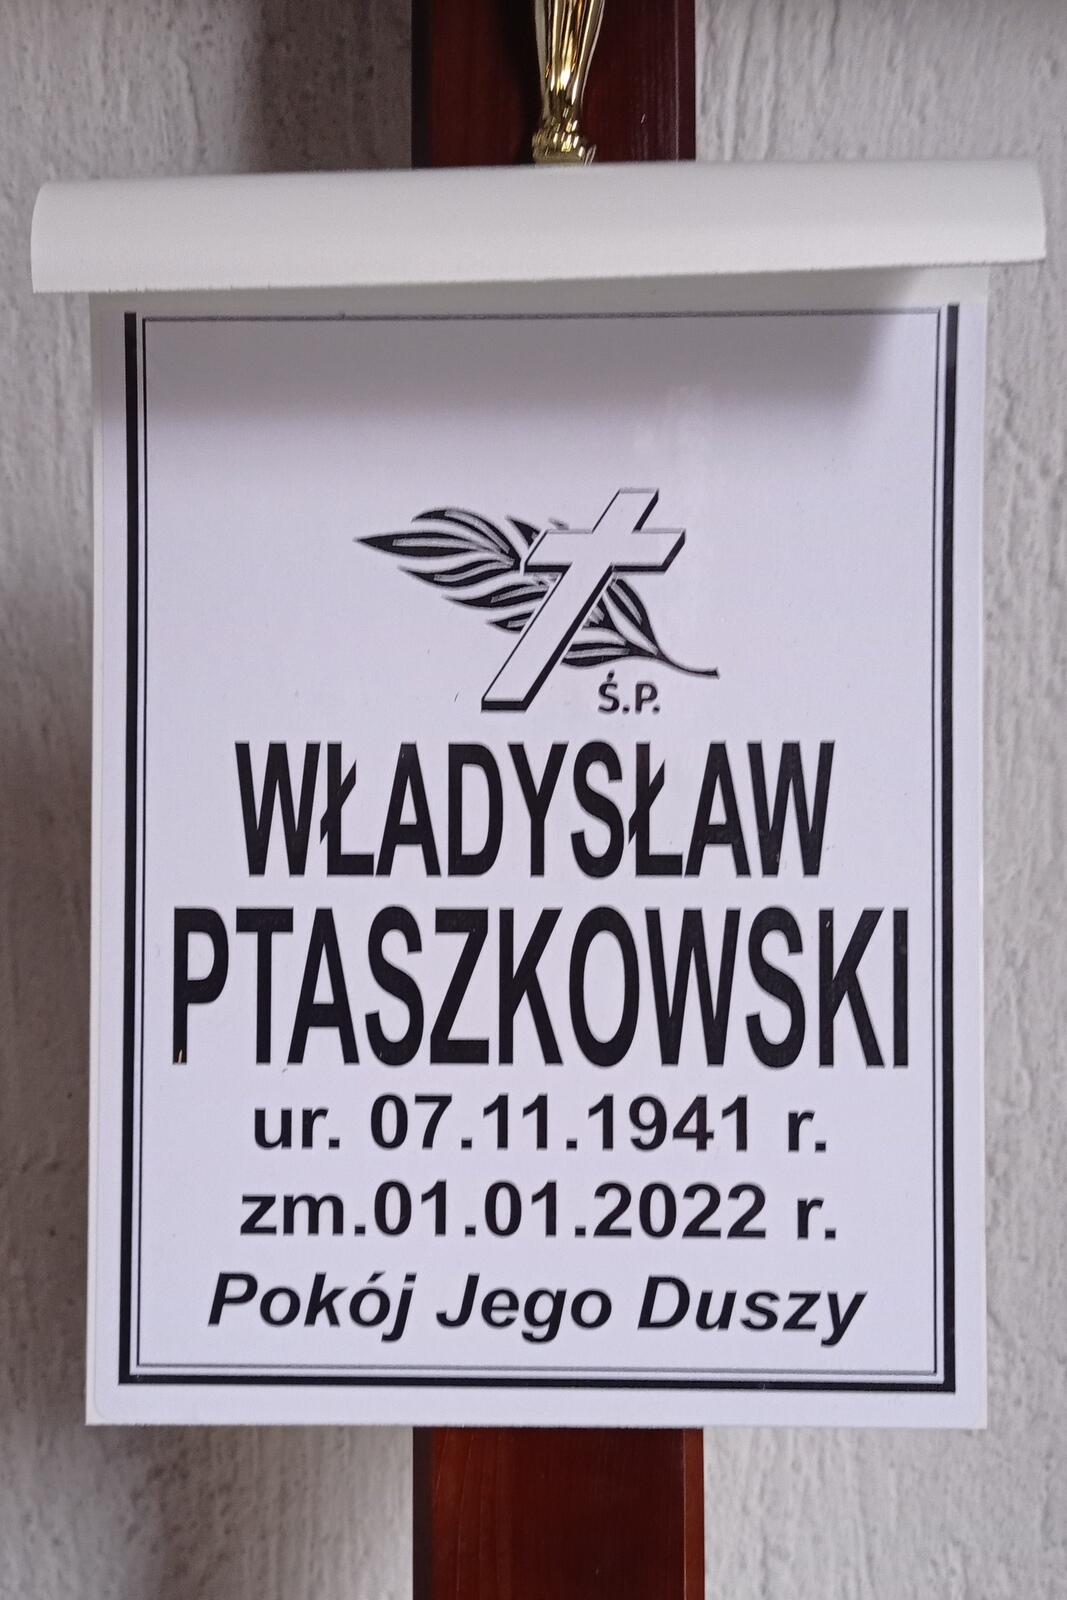 Ś.P.
WŁADYSŁAW
PTASZKOWSKI
ur. 07.11.1941 r.
zm.01.01.2022 r.
Pokój Jego Duszy